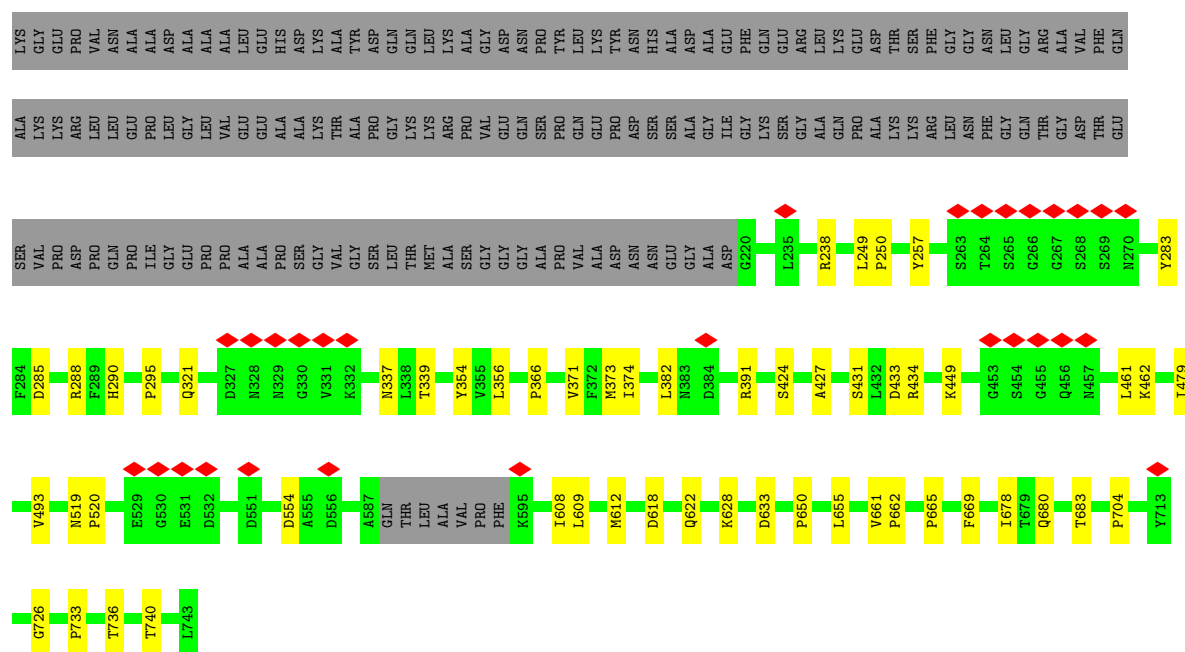 LYS GLY GLU PRO VAL ASN ALA ALA ASP ALA ALA ALA LEU GLU HIS ASP LYS ALA TYR ASP GLN GLN LEU LYS ALA GLY ASP ASN PRO TYR LEU LYS TYR ASN HIS ALA ASP ALA GLU PHE GLN GLU ARG LEU LYS GLU ASP THR SER PHE GLY GLY ASN LEU GLY ARG ALA VAL PHE GLN
ALA LYS LYS ARG LEU LEU GLU PRO LEU GLY LEU VAL GLU GLU ALA ALA LYS THR ALA PRO GLY LYS LYS ARG PRO VAL GLU GLN SER PRO GLN GLU PRO ASP SER SER ALA GLY ILE GLY LYS SER GLY ALA GLN PRO ALA LYS LYS ARG LEU ASN PHE GLY GLN THR GLY ASP THR GLU
SER VAL PRO ASP PRO GLN PRO ILE GLY GLU PRO PRO ALA ALA PRO SER GLY VAL GLY SER LEU THR MET ALA SER GLY GLY GLY ALA PRO VAL ALA ASP ASN ASN GLU GLY ALA ASP G220 L235 R238 L249 P250 Y257 S263 T264 S265 G266 G267 S268 S269 N270 Y283
F284 D285 R288 F289 H290 P295 Q321 D327 N328 N329 G330 V331 K332 N337 L338 T339 Y354 V355 L356 P366 V371 F372 M373 I374 L382 N383 D384 R391 S424 A427 S431 L432 D433 R434 K449 G453 S454 G455 Q456 N457 L461 K462 I479
V493 N519 P520 E529 G530 E531 D532 D551 D554 A555 D556 A587 GLN THR LEU ALA VAL PRO PHE K595 I608 L609 M612 D618 Q622 K628 D633 P650 L655 V661 P662 P665 F669 I678 T679 Q680 T683 P704 Y713
G726 P733 T736 T740 L743